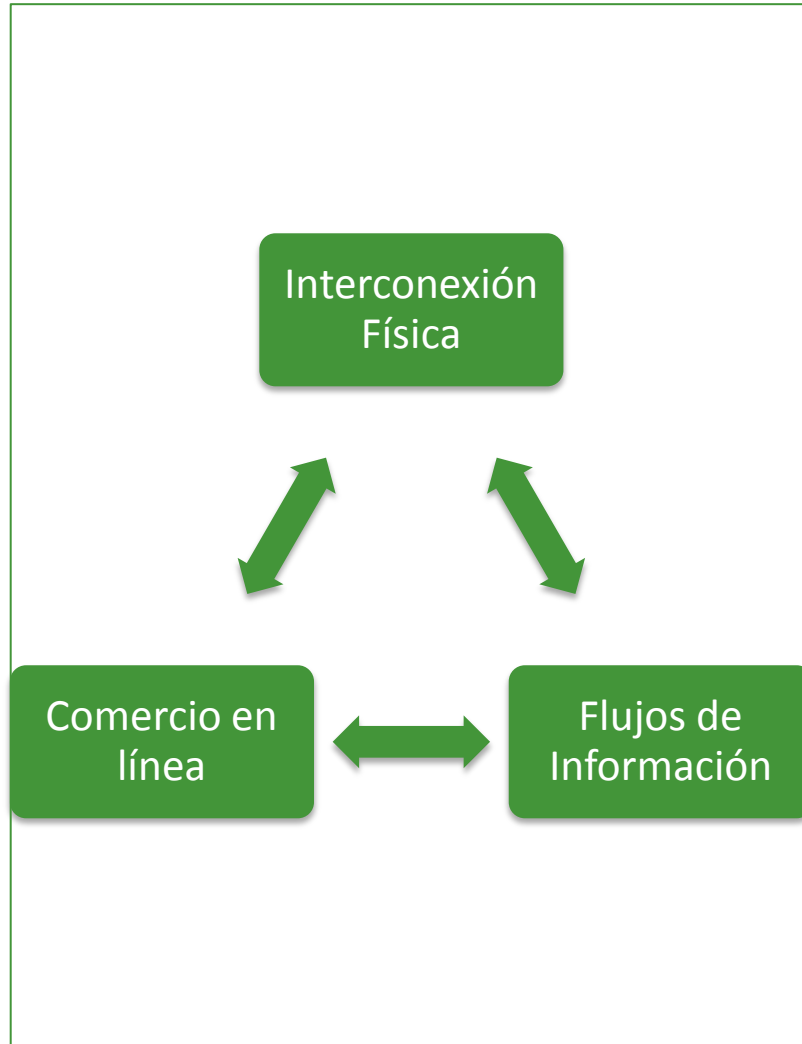 Interconexión
Física
Comercio en
línea
Flujos de
Información